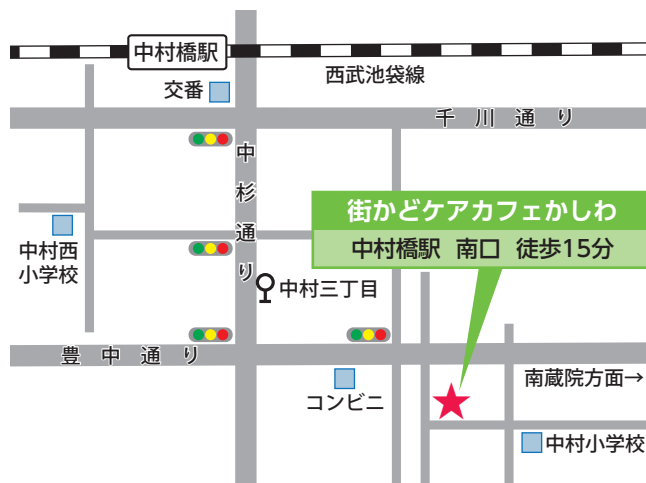 中村橋駅
西武池袋線
交番
千川通り
中杉通り
街かどケアカフェかしわ
中村橋駅 南口 徒歩15分
中村西
小学校
中村三丁目
豊中通り
南蔵院方面→
コンビニ
中村小学校